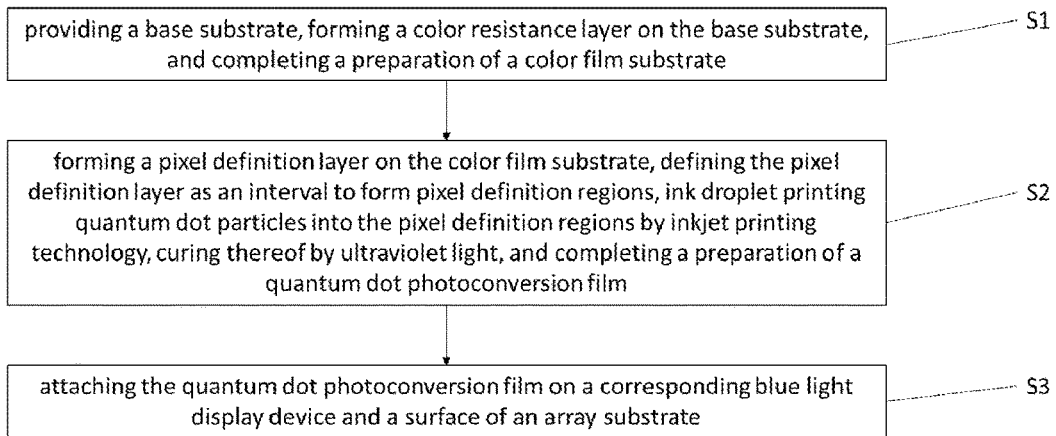 providing a base substrate, forming a color resistance layer on the base substrate,
and completing a preparation of a color film substrate
S1
forming a pixel definition layer on the color film substrate, defining the pixel
definition layer as an interval to form pixel definition regions, ink droplet printing
quantum dot particles into the pixel definition regions by inkjet printing
technology, curing thereof by ultraviolet light, and completing a preparation of a
quantum dot photoconversion film
S2
attaching the quantum dot photoconversion film on a corresponding blue light
display device and a surface of an array substrate
S3